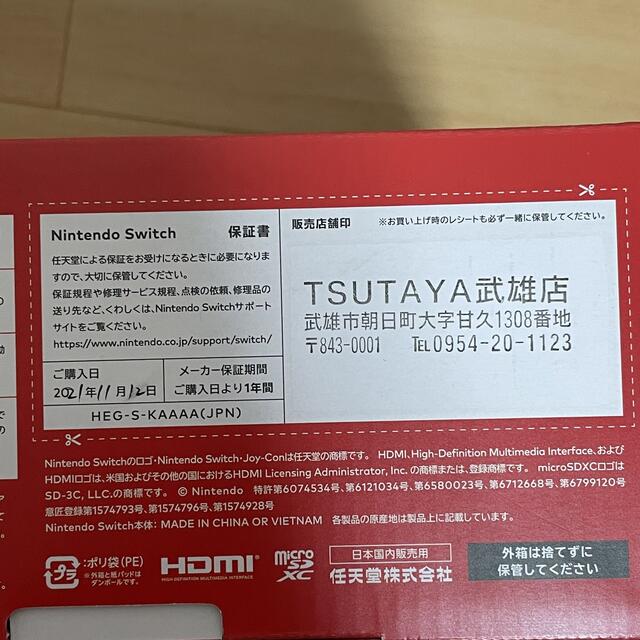 Nintendo Switch 保証書
任天堂による保証をお受けになるときに必要になりま
すので、大切に保管してください。
保証規程や修理サービス規程、点検の依頼、修理品の
送り先など、くわしくは、Nintendo Switchサポート
サイトをご覧ください。
https://www.nintendo.co.jp/support/switch/
ご購入日
2021年11月12日
メーカー保証期間
ご購入日より1年間
HEG-S-KAAAA(JPN)
販売店舗印 ※お買い上げ時のレシートも必ず一緒に保管してください。
TSUTAYA武雄店
武雄市朝日町大字甘久1308番地
〒843-0001 TEL0954-20-1123
Nintendo Switchのロゴ・Nintendo Switch・Joy-Conは任天堂の商標です。 HDMI、High-Definition Multimedia Interface、および
HDMIロゴは、米国およびその他の国におけるHDMI Licensing Administrator, Inc. の商標または、登録商標です。 microSDXCロゴは
SD-3C, LLC.の商標です。 © Nintendo 特許第6074534号、第6121034号、第6580023号、第6712668号、第6799120号
意匠登録第1574793号、第1574796号、第1574928号
Nintendo Switch本体: MADE IN CHINA OR VIETNAM 各製品の原産地は製品上に記載しています。
プラ
:ポリ袋(PE)
※外箱と紙パッドは
ダンボールです。
HDMI
HIGH-DEFINITION MULTIMEDIA INTERFACE
micro
SD
XC
日本国内販売用
任天堂株式会社
外箱は捨てずに
保管してください